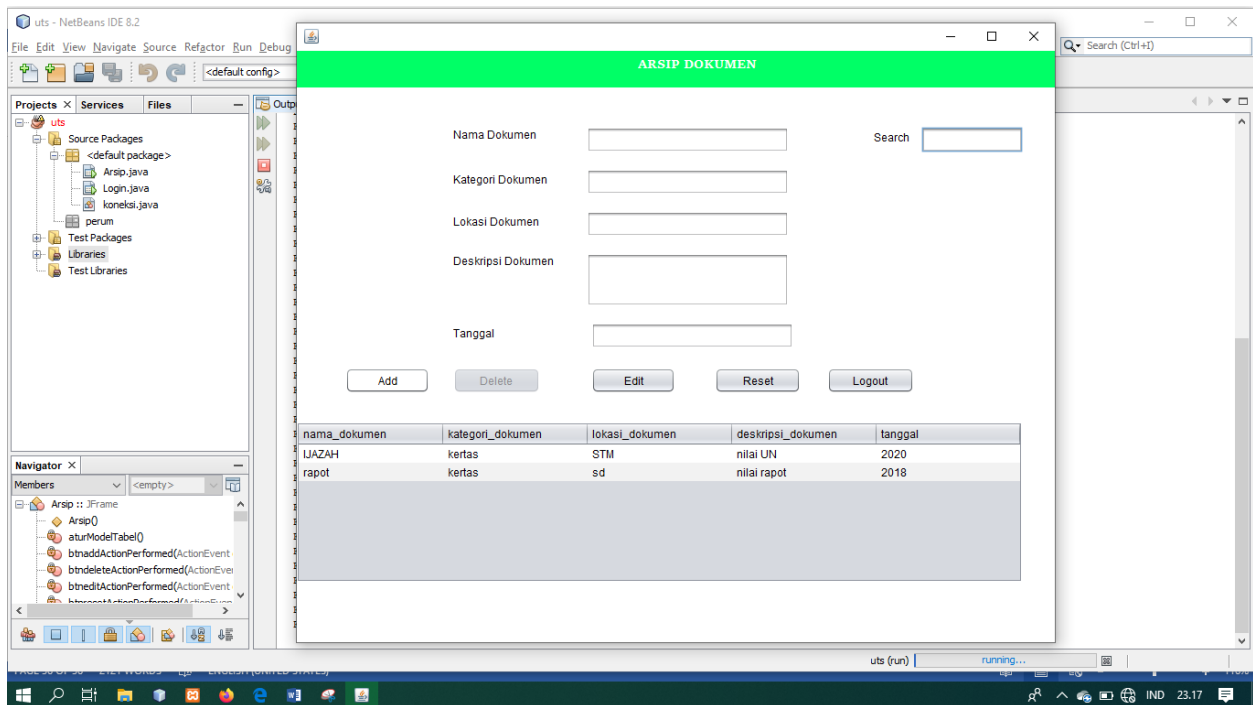 uts - NetBeans IDE 8.2
File Edit View Navigate Source Refactor Run Debug
Search (Ctrl+I)
<default config>
Projects Services Files
uts
Source Packages
<default package>
Arsip.java
Login.java
koneksi.java
perum
Test Packages
Libraries
Test Libraries
Navigator
Members <empty>
Arsip :: JFrame
Arsip()
aturModelTabel()
btnaddActionPerformed(ActionEvent
btndeleteActionPerformed(ActionEve
btneditActionPerformed(ActionEvent
Outp
ARSIP DOKUMEN
Nama Dokumen
Search
Kategori Dokumen
Lokasi Dokumen
Deskripsi Dokumen
Tanggal
Add Delete Edit Reset Logout
nama_dokumen kategori_dokumen lokasi_dokumen deskripsi_dokumen tanggal
IJAZAH kertas STM nilai UN 2020
rapot kertas sd nilai rapot 2018
uts (run) running...
IND 23.17